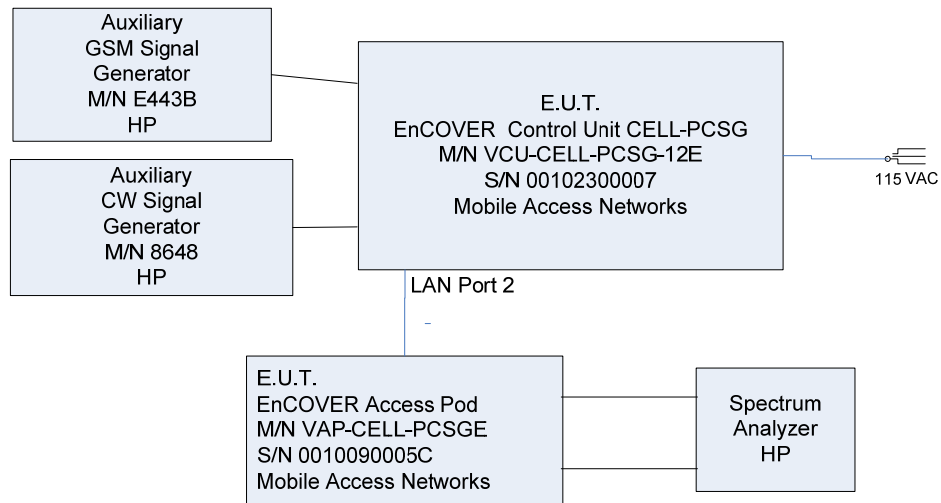 Auxiliary
GSM Signal
Generator
M/N E443B
HP
E.U.T.
EnCOVER Control Unit CELL-PCSG
M/N VCU-CELL-PCSG-12E
S/N 00102300007
Mobile Access Networks
115 VAC
Auxiliary
CW Signal
Generator
M/N 8648
HP
LAN Port 2
E.U.T.
EnCOVER Access Pod
M/N VAP-CELL-PCSGE
S/N 0010090005C
Mobile Access Networks
Spectrum
Analyzer
HP